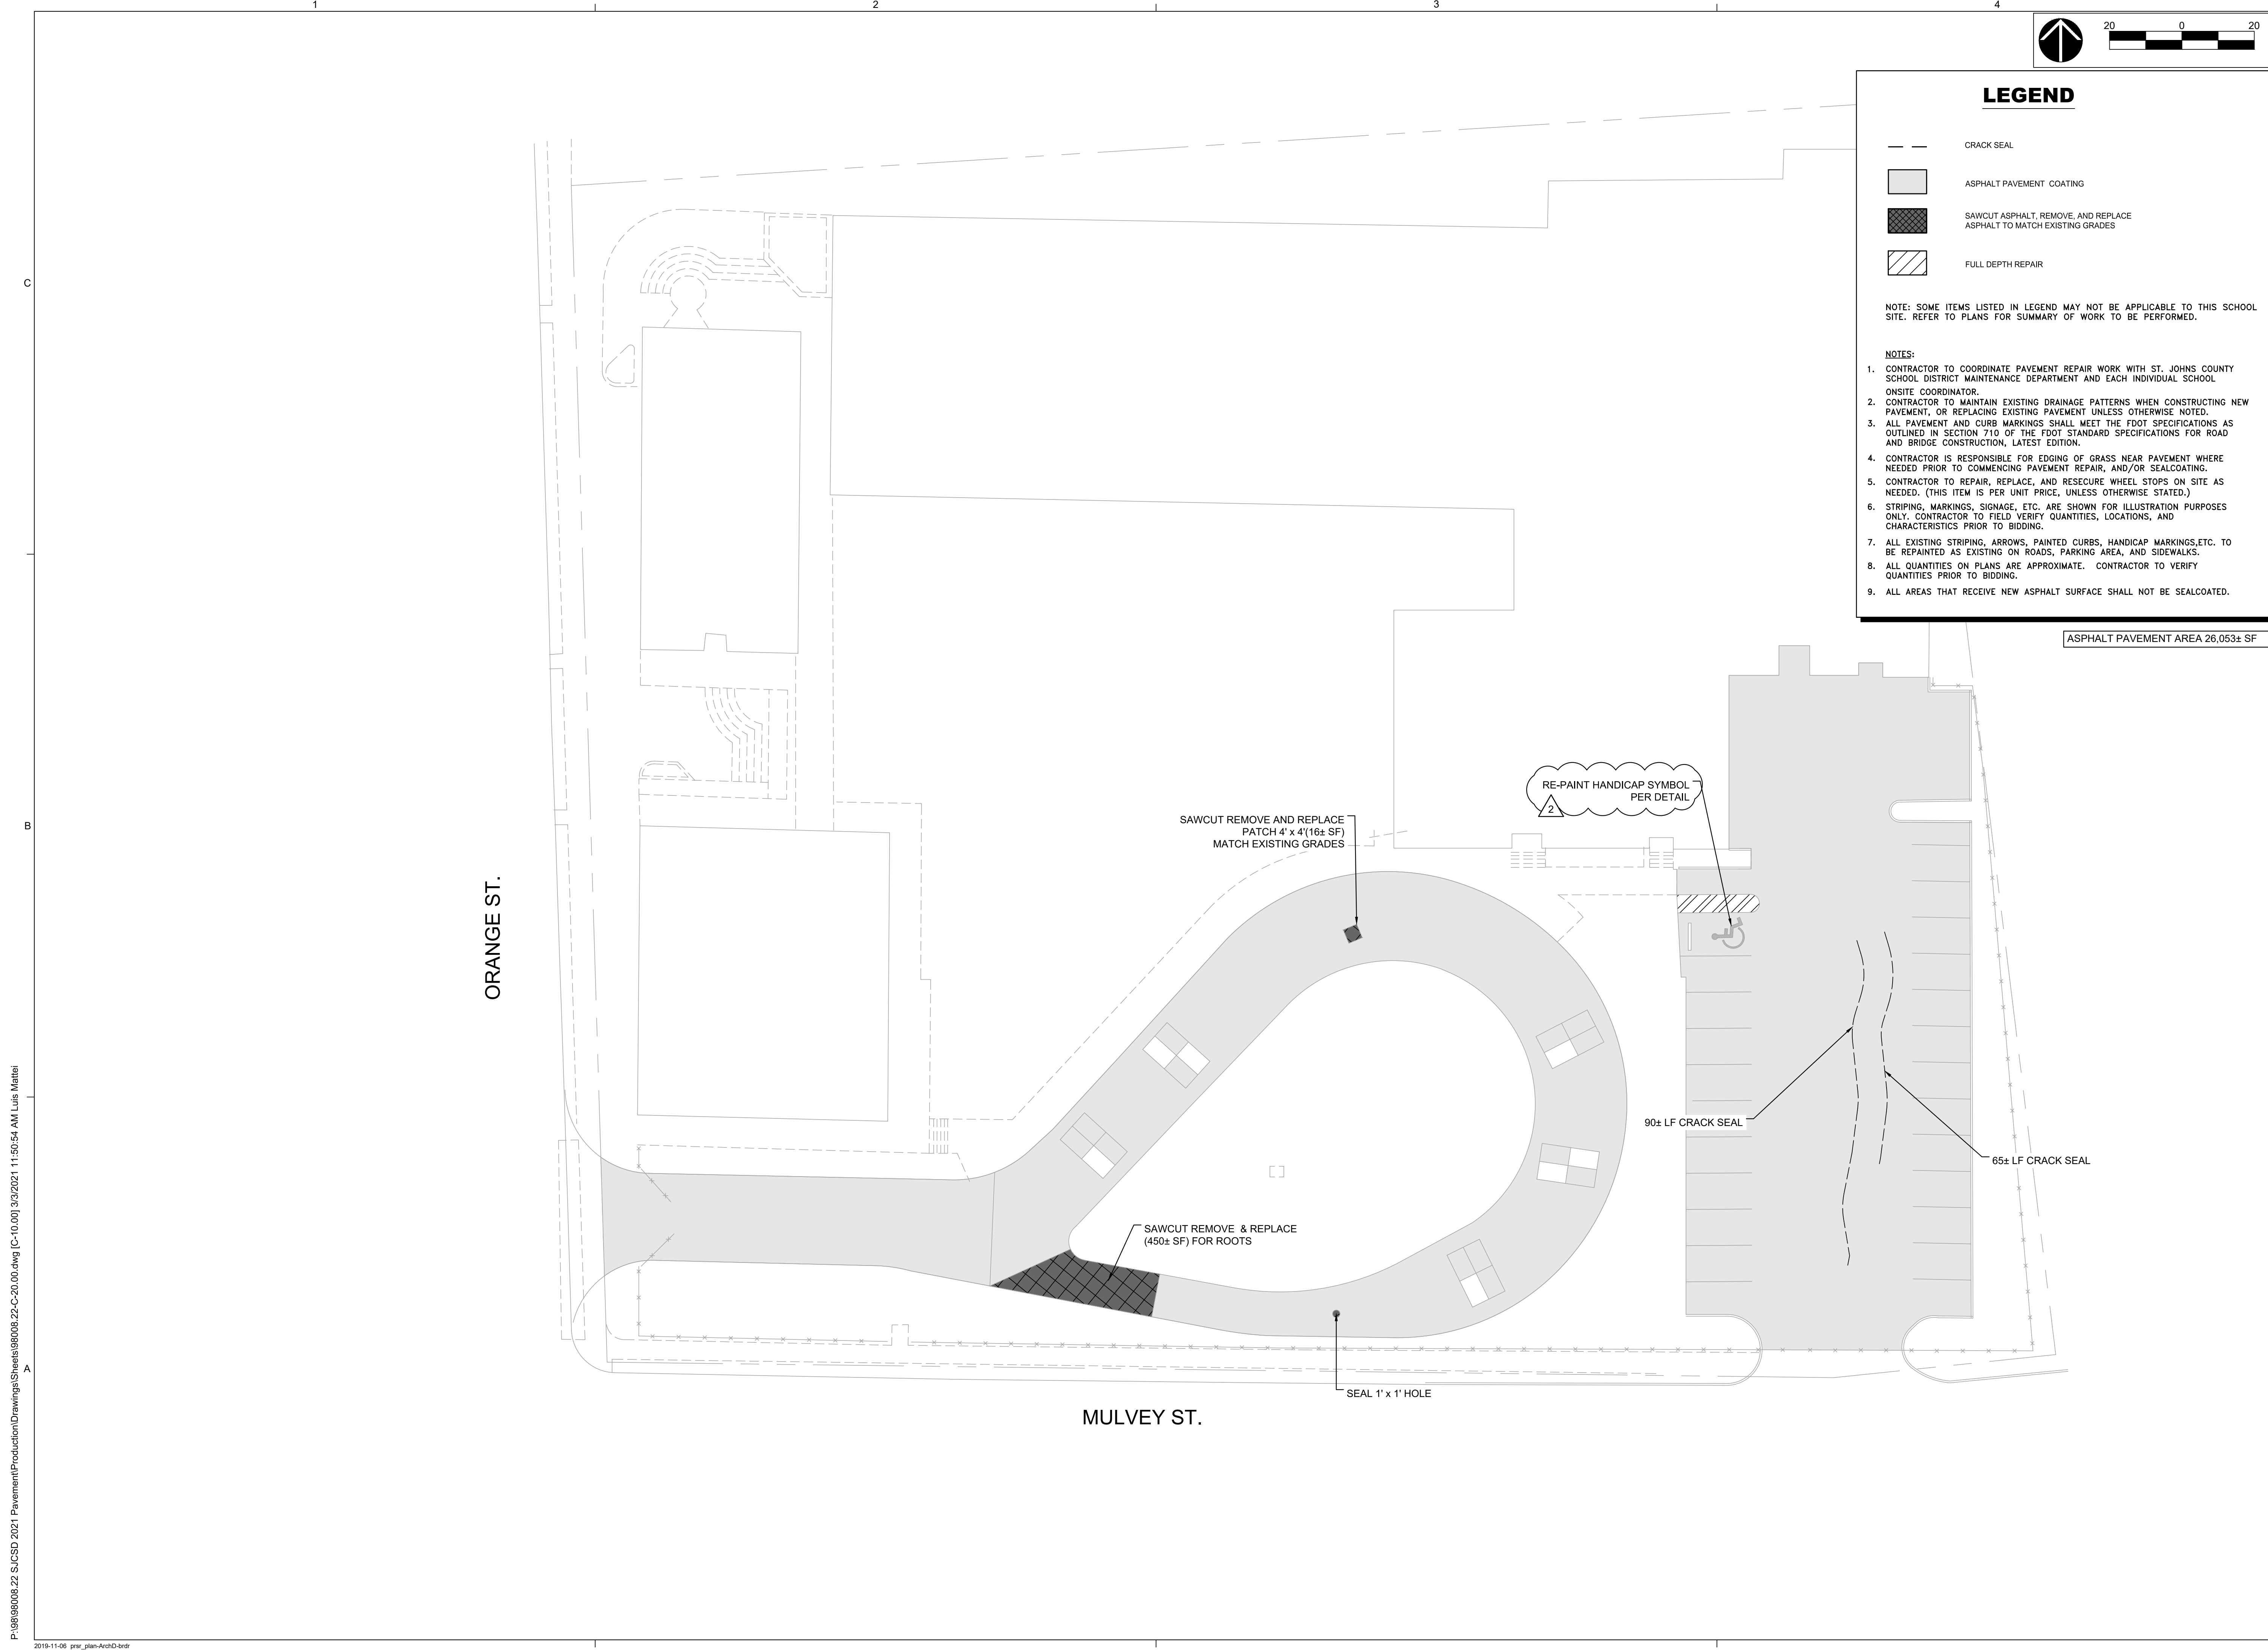 1
2
3
4
20 0 20
LEGEND
CRACK SEAL
ASPHALT PAVEMENT COATING
SAWCUT ASPHALT, REMOVE, AND REPLACE
ASPHALT TO MATCH EXISTING GRADES
FULL DEPTH REPAIR
NOTE: SOME ITEMS LISTED IN LEGEND MAY NOT BE APPLICABLE TO THIS SCHOOL
SITE. REFER TO PLANS FOR SUMMARY OF WORK TO BE PERFORMED.
NOTES:
1. CONTRACTOR TO COORDINATE PAVEMENT REPAIR WORK WITH ST. JOHNS COUNTY
SCHOOL DISTRICT MAINTENANCE DEPARTMENT AND EACH INDIVIDUAL SCHOOL
ONSITE COORDINATOR.
2. CONTRACTOR TO MAINTAIN EXISTING DRAINAGE PATTERNS WHEN CONSTRUCTING NEW
PAVEMENT, OR REPLACING EXISTING PAVEMENT UNLESS OTHERWISE NOTED.
3. ALL PAVEMENT AND CURB MARKINGS SHALL MEET THE FDOT SPECIFICATIONS AS
OUTLINED IN SECTION 710 OF THE FDOT STANDARD SPECIFICATIONS FOR ROAD
AND BRIDGE CONSTRUCTION, LATEST EDITION.
4. CONTRACTOR IS RESPONSIBLE FOR EDGING OF GRASS NEAR PAVEMENT WHERE
NEEDED PRIOR TO COMMENCING PAVEMENT REPAIR, AND/OR SEALCOATING.
5. CONTRACTOR TO REPAIR, REPLACE, AND RESECURE WHEEL STOPS ON SITE AS
NEEDED. (THIS ITEM IS PER UNIT PRICE, UNLESS OTHERWISE STATED.)
6. STRIPING, MARKINGS, SIGNAGE, ETC. ARE SHOWN FOR ILLUSTRATION PURPOSES
ONLY. CONTRACTOR TO FIELD VERIFY QUANTITIES, LOCATIONS, AND
CHARACTERISTICS PRIOR TO BIDDING.
7. ALL EXISTING STRIPING, ARROWS, PAINTED CURBS, HANDICAP MARKINGS,ETC. TO
BE REPAINTED AS EXISTING ON ROADS, PARKING AREA, AND SIDEWALKS.
8. ALL QUANTITIES ON PLANS ARE APPROXIMATE. CONTRACTOR TO VERIFY
QUANTITIES PRIOR TO BIDDING.
9. ALL AREAS THAT RECEIVE NEW ASPHALT SURFACE SHALL NOT BE SEALCOATED.
ASPHALT PAVEMENT AREA 26,053± SF
C
B
A
RE-PAINT HANDICAP SYMBOL
PER DETAIL
2
SAWCUT REMOVE AND REPLACE
PATCH 4' x 4'(16± SF)
MATCH EXISTING GRADES
ORANGE ST.
90± LF CRACK SEAL
65± LF CRACK SEAL
SAWCUT REMOVE & REPLACE
(450± SF) FOR ROOTS
SEAL 1' x 1' HOLE
MULVEY ST.
P:\98\98008.22 SJCSD 2021 Pavement\Production\Drawings\Sheets\98008.22-C-20.00.dwg [C-10.00] 3/3/2021 11:50:54 AM Luis Mattei
2019-11-06 prsr_plan-ArchD-brdr